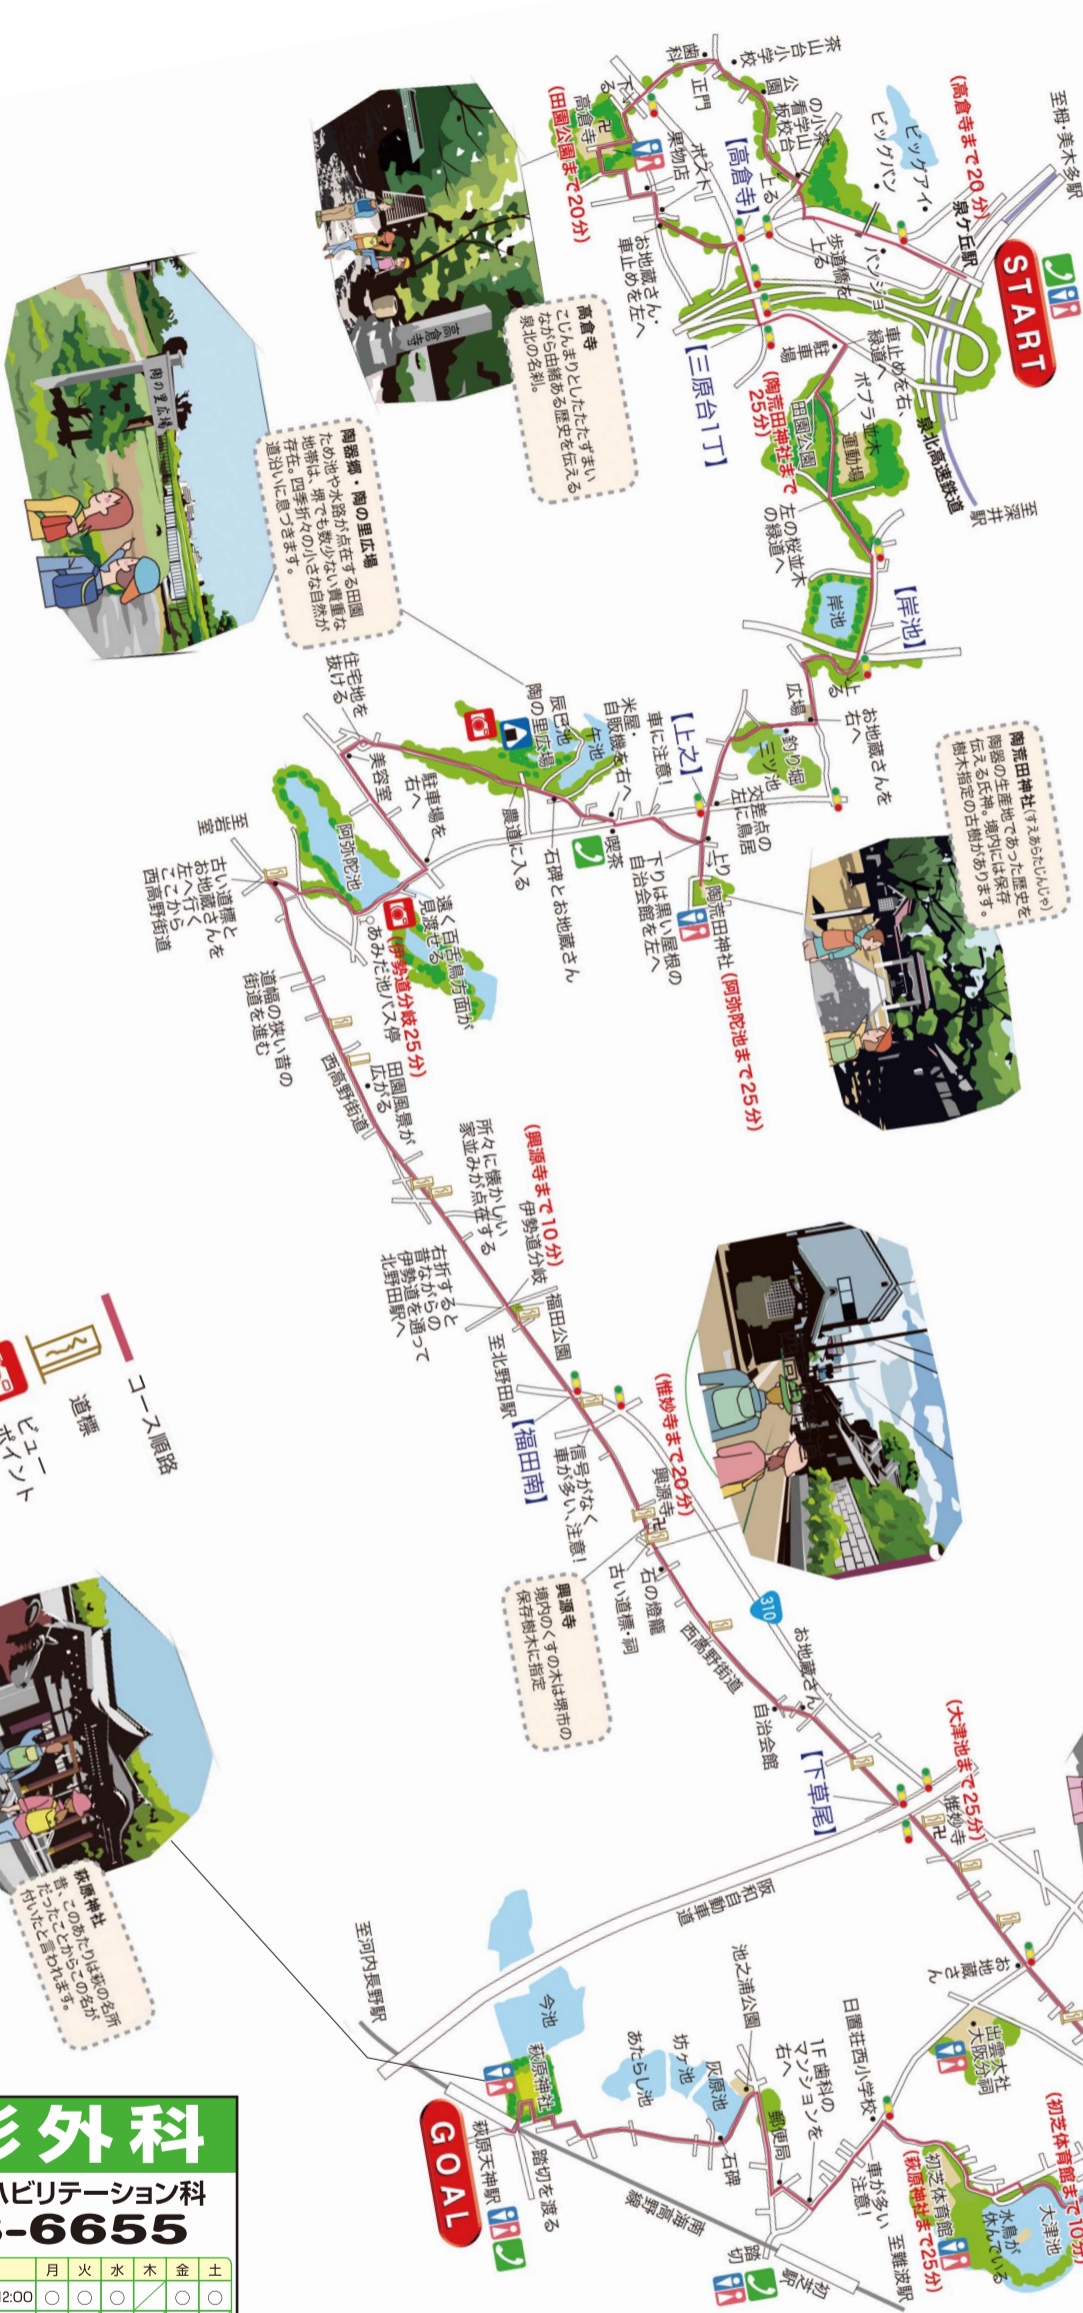 至栂・美木多駅
START
(高倉寺まで20分)
泉ケ丘駅
ビッグアイ・
ビッグバン
パンジョ
歩道橋を
上る
茶山台
小学校
公園
茶山台
小学校
の看板
上る
正門
歯科
下る
高倉寺
(田園公園まで20分)
果物店
ポスト
【高倉寺】
お地蔵さん・
車止めを左へ
高倉寺
こじんまりとしたたたずまい
ながら由緒ある歴史を伝える
泉北の名刹。
高倉寺
【三原台1丁】
駐車場
車止めを右、
緑道へ
ポプラ並木
泉北高速鉄道
至深井駅
(陶荒田神社まで
25分)
田園公園
運動場
左の桜並木
の緑道へ
【岸池】
岸池
上る
広場
お地蔵さんを
右へ
釣り堀
三ツ池
交差点の
左に鳥居
【上之】
車に注意!
米屋・
自販機を右へ
上り
陶荒田神社
(阿弥陀池まで25分)
下りは黒い屋根の
自治会館を左へ
陶荒田神社(すえあらたじんじゃ)
陶器の生産地であった歴史を
伝える氏神。境内には保存
樹木指定の古樹があります。
喫茶
石碑とお地蔵さん
農道に入る
午池
辰巳池
陶の里広場
陶器郷・陶の里広場
ため池や水路が点在する田園
地帯は、堺でも数少ない貴重な
存在。四季折々の小さな自然が
道沿いに息づきます。
陶の里広場
住宅地を
抜ける
美容室
駐車場を
右へ
阿弥陀池
遠く百舌鳥方面が
見渡せる
あみだ池バス停
(伊勢道分岐25分)
至岩室
古い道標と
お地蔵さんを
左へ行く
ここから
西高野街道
道幅の狭い昔の
街道を進む
西高野街道
田園風景が
広がる
所々に懐かしい
家並みが点在する
(興源寺まで10分)
伊勢道分岐
福田公園
右折すると
昔ながらの
伊勢道を通って
北野田駅へ
至北野田駅
【福田南】
信号がなく
車が多い、注意!
(惟妙寺まで20分)
興源寺
興源寺
境内のくすの木は堺市の
保存樹木に指定
石の燈籠
古い道標・祠
310
西高野街道
お地蔵さん
自治会館
【下草尾】
(大津池まで25分)
惟妙寺
お地蔵さん
阪和自動車道
出雲大社
大阪分祠
(初芝体育館まで10分)
大津池
水鳥が
休んでいる
初芝体育館
(萩原神社まで25分)
車が多い
注意!
日置荘西小学校
1F歯科の
マンションを
右へ
郵便局
池之浦公園
灰原池
坊ケ池
あたらし池
石碑
今池
萩原神社
踏切を渡る
萩原天神駅
GOAL
至河内長野駅
南海高野線
至難波駅
初芝駅
踏切
萩原神社
昔、このあたりは萩の名所
だったことからこの名が
付いたと言われます。
コース順路
道標
ビュー
ポイント
外科
ハビリテーション科
-6655
月 火 水 木 金 土
12:00 ○ ○ ○ ／ ○ ○